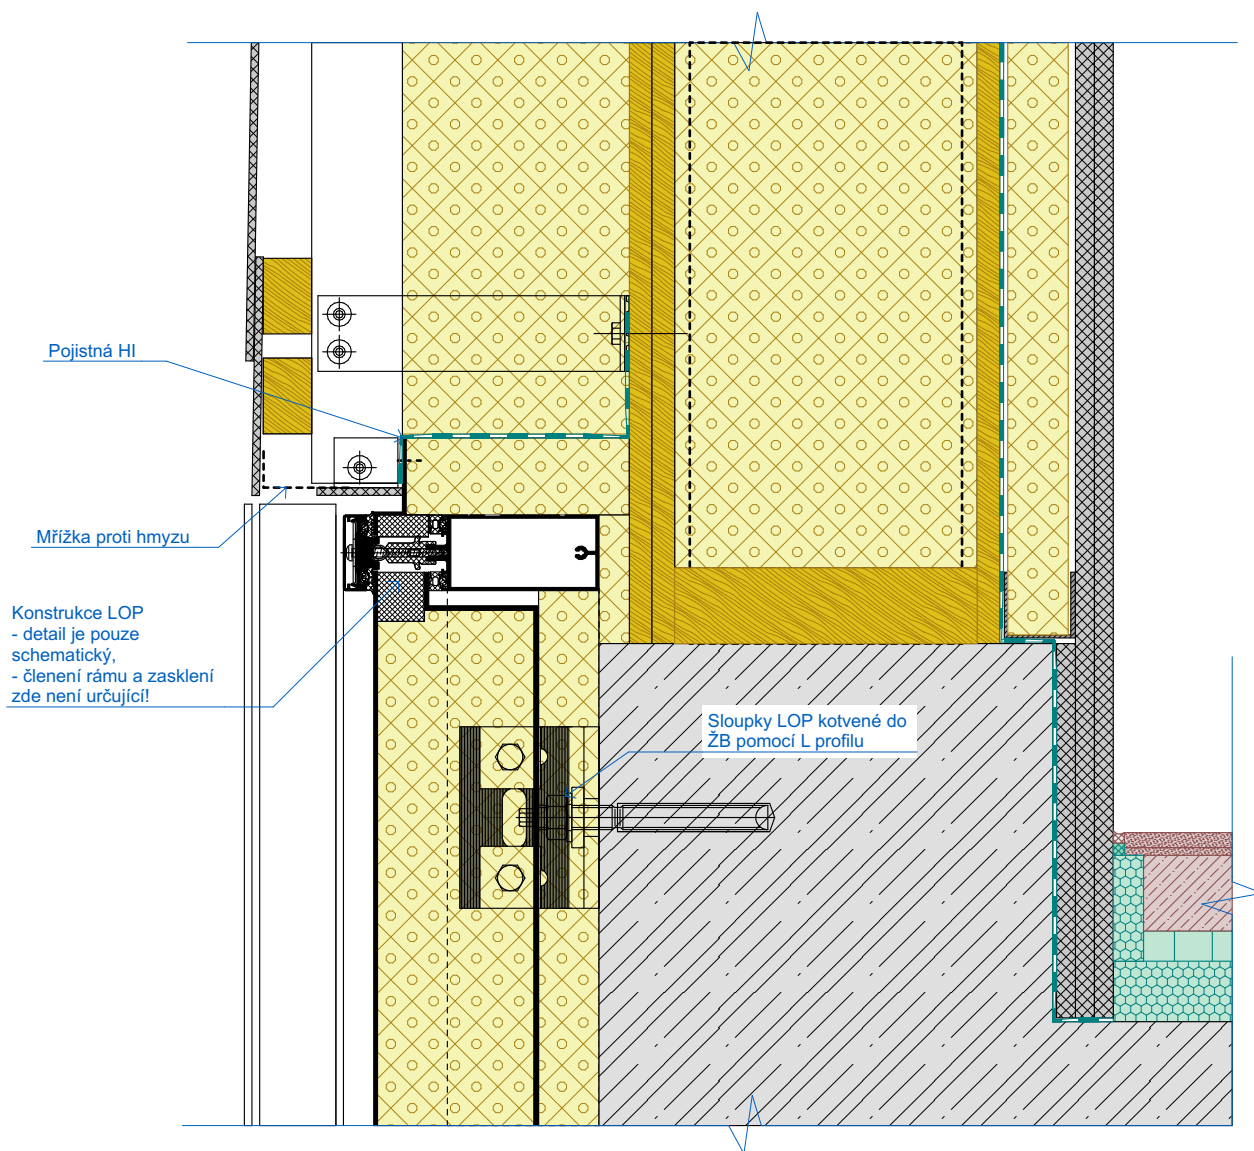 Pojistná HI
Mřížka proti hmyzu
Konstrukce LOP
- detail je pouze
schematický,
- členení rámu a zasklení
zde není určující!
Sloupky LOP kotvené do
ŽB pomocí L profilu